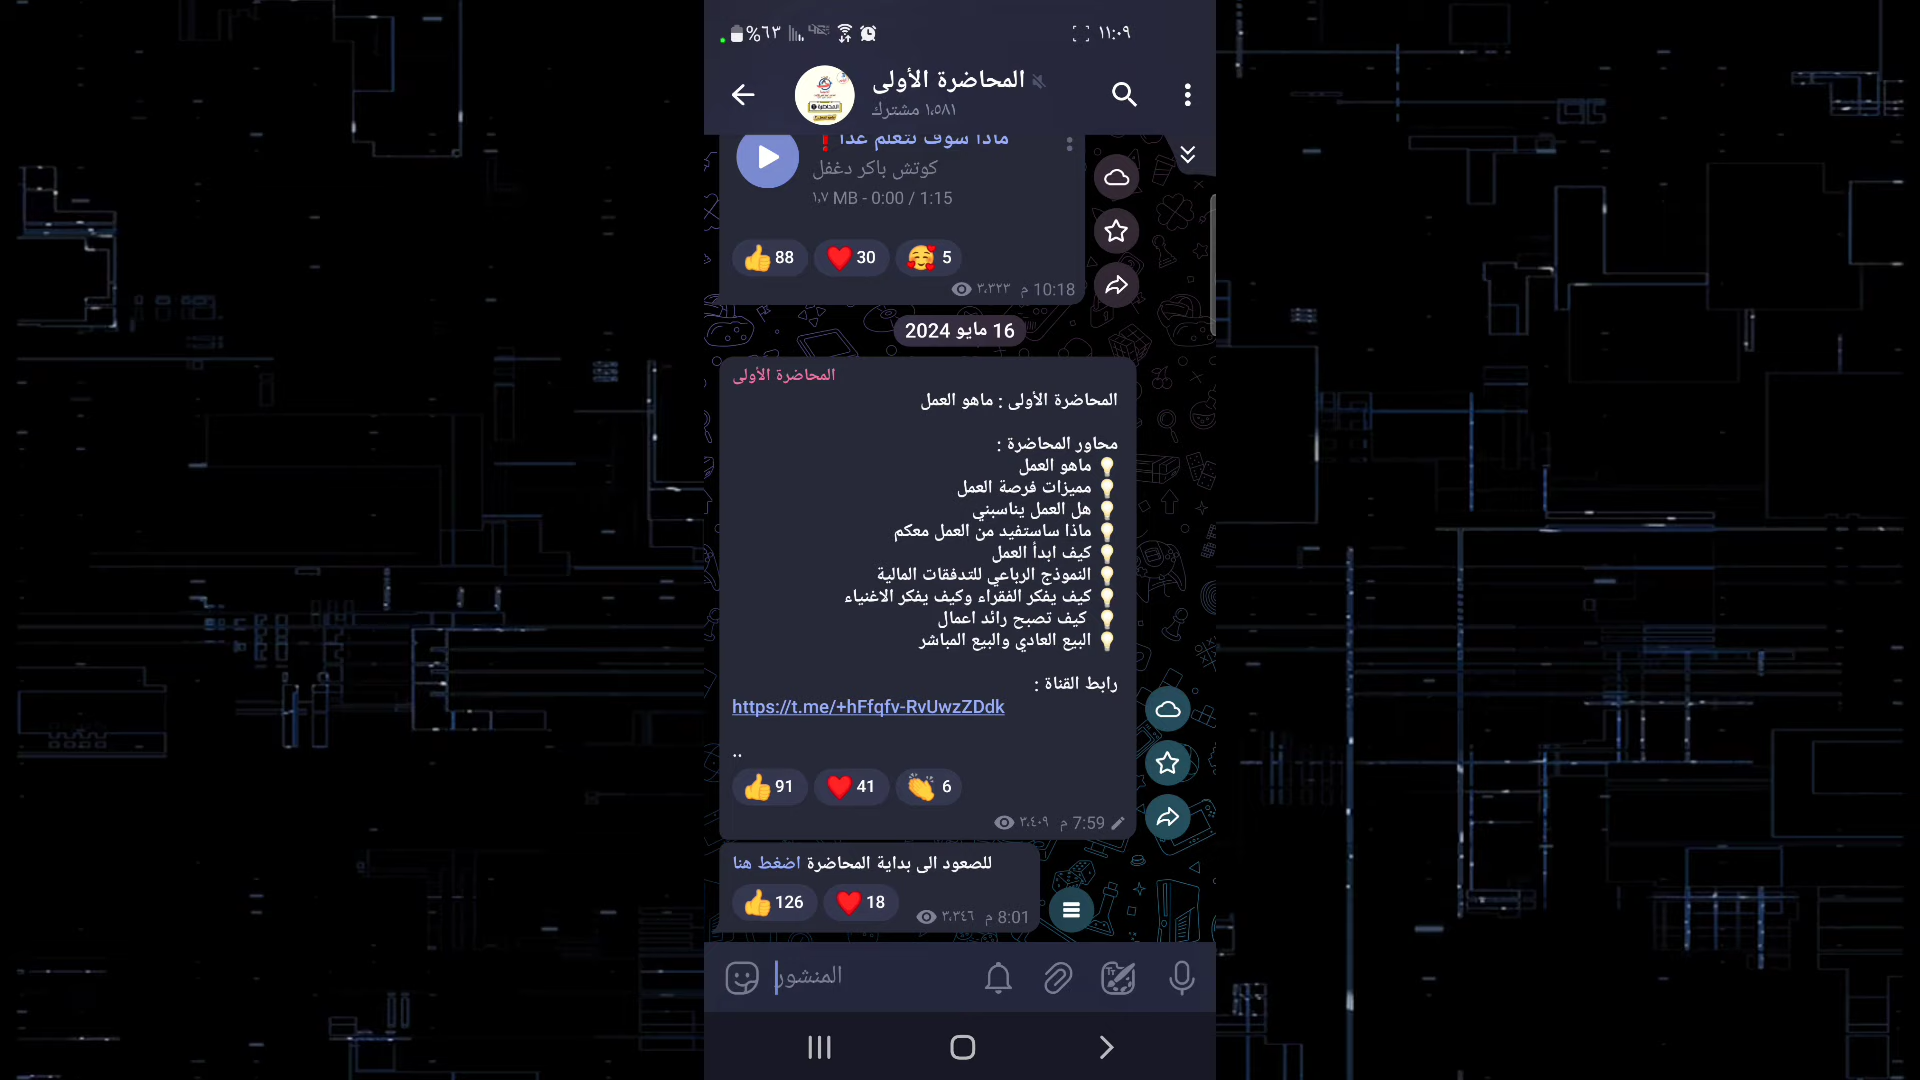 ١١:٠٩
%٦٣
المحاضرة الأولى
١،٥٨١ مشترك
ماذا سوف نتعلم غدا❗
كوتش باكر دغفل
١،٧ MB - 0:00 / 1:15
👍 88 ❤️ 30 🥰 5
٣،٣٢٣ 10:18 م
16 مايو 2024
المحاضرة الأولى
المحاضرة الأولى : ماهو العمل
محاور المحاضرة :
💡 ماهو العمل
💡 مميزات فرصة العمل
💡 هل العمل يناسبني
💡 ماذا ساستفيد من العمل معكم
💡 كيف ابدأ العمل
💡 النموذج الرباعي للتدفقات المالية
💡 كيف يفكر الفقراء وكيف يفكر الاغنياء
💡 كيف تصبح رائد اعمال
💡 البيع العادي والبيع المباشر
رابط القناة :
https://t.me/+hFfqfv-RvUwzZDdk
..
👍 91 ❤️ 41 👏 6
٣،٤٠٩ 7:59 م
للصعود الى بداية المحاضرة اضغط هنا
👍 126 ❤️ 18
٣،٣٤٦ 8:01 م
المنشور